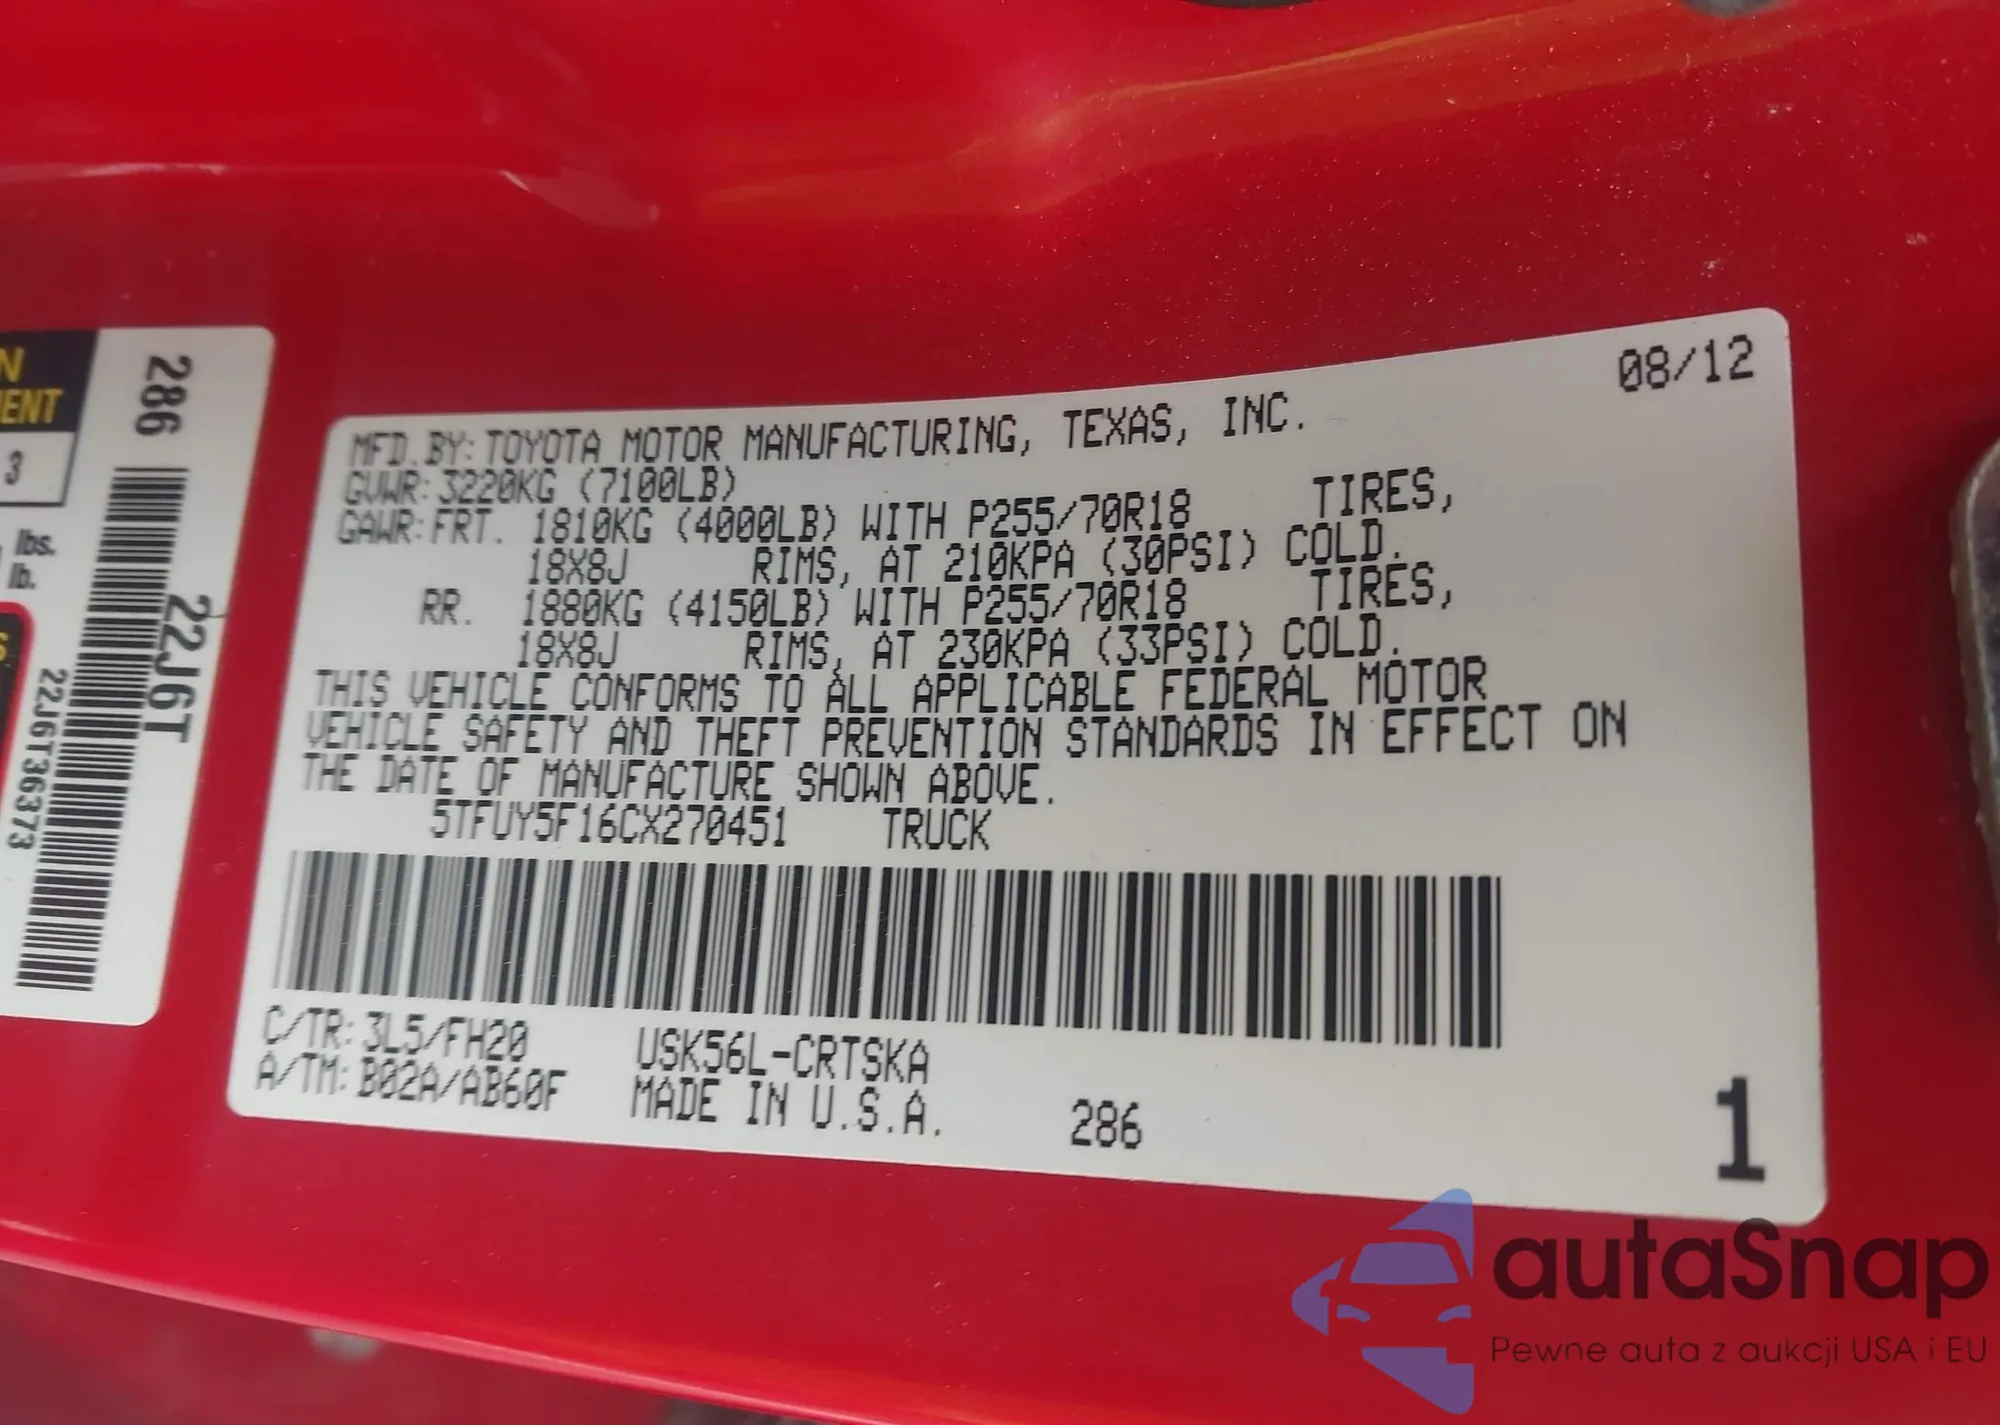 N
ENT
3
lbs.
lb.
S
286
22J6T
22J6T36373
08/12
MFD.BY:TOYOTA MOTOR MANUFACTURING, TEXAS, INC.
GVWR:3220KG (7100LB)
GAWR:FRT. 1810KG (4000LB) WITH P255/70R18 TIRES,
18X8J RIMS, AT 210KPA (30PSI) COLD.
RR. 1880KG (4150LB) WITH P255/70R18 TIRES,
18X8J RIMS, AT 230KPA (33PSI) COLD.
THIS VEHICLE CONFORMS TO ALL APPLICABLE FEDERAL MOTOR
VEHICLE SAFETY AND THEFT PREVENTION STANDARDS IN EFFECT ON
THE DATE OF MANUFACTURE SHOWN ABOVE.
5TFUY5F16CX270451 TRUCK
C/TR:3L5/FH20 USK56L-CRTSKA
A/TM:B02A/AB60F MADE IN U.S.A. 286
1
autaSnap
Pewne auta z aukcji USA i EU